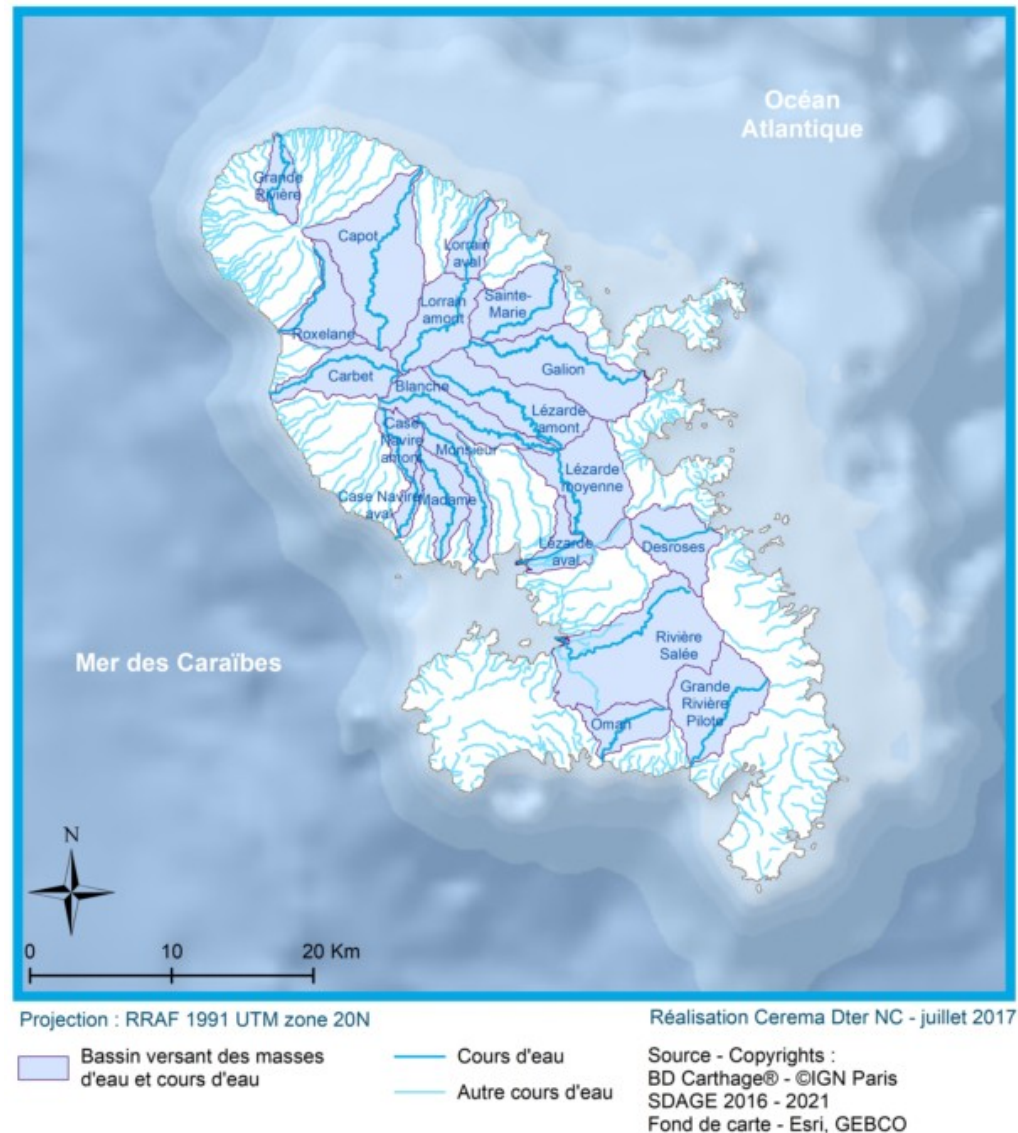 Océan
Atlantique
Grande
Rivière
Capot
Lorrain
aval
Lorrain
amont
Sainte-
Marie
Roxelane
Carbet
Blanche
Galion
Lézarde
amont
Case
Navire
amont
Monsieur
Lézarde
moyenne
Case Navire
aval
Madame
Lézarde
aval
Desroses
Mer des Caraïbes
Rivière
Salée
Grande
Rivière
Pilote
Oman
N
0 10 20 Km
Projection : RRAF 1991 UTM zone 20N
Réalisation Cerema Dter NC - juillet 2017
Bassin versant des masses
d'eau et cours d'eau
Cours d'eau
Autre cours d'eau
Source - Copyrights :
BD Carthage® - ©IGN Paris
SDAGE 2016 - 2021
Fond de carte - Esri, GEBCO